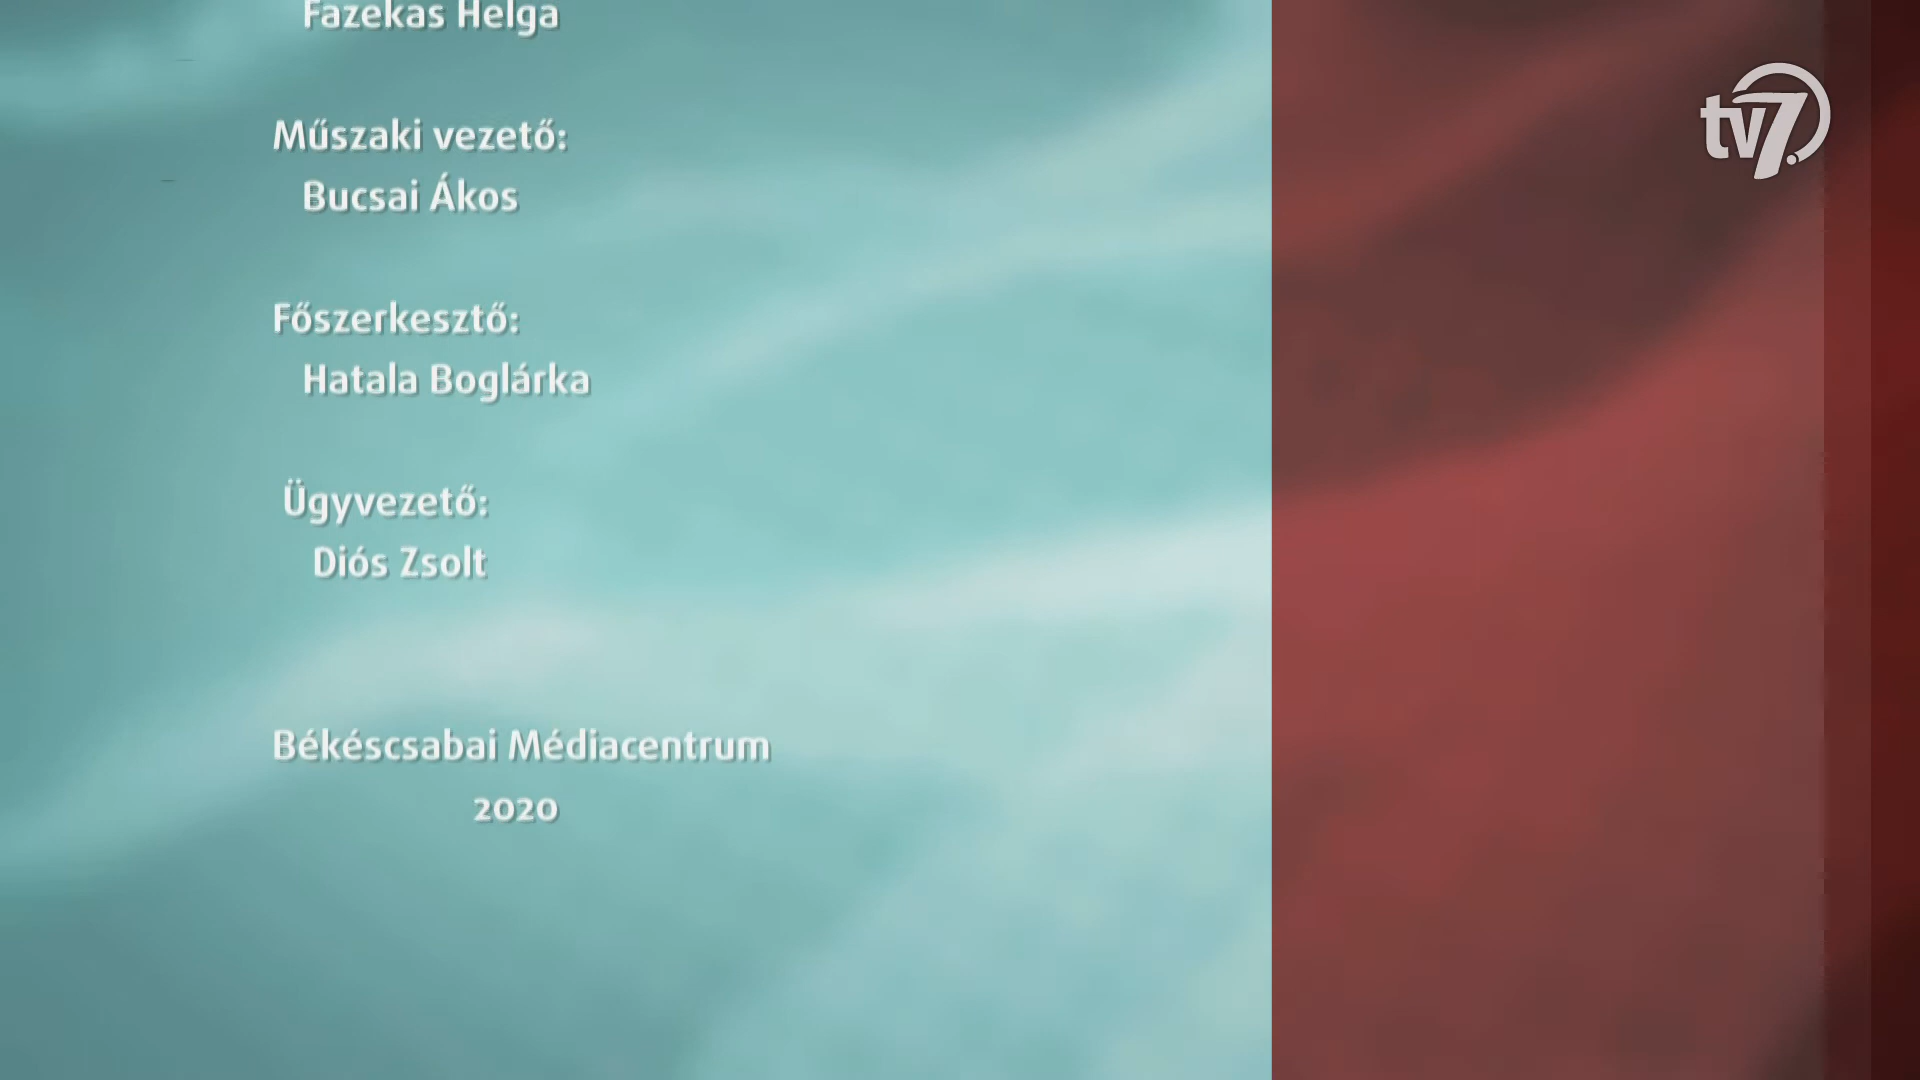 Fazekas Helga
Műszaki vezető:
Bucsai Ákos
Főszerkesztő:
Hatala Boglárka
Ügyvezető:
Diós Zsolt
Békéscsabai Médiacentrum
2020
tv7.